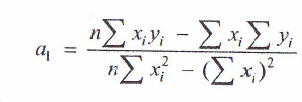 a₁ = (n∑ xᵢyᵢ − ∑ xᵢ ∑ yᵢ) / (n∑ xᵢ² − (∑ xᵢ)²)